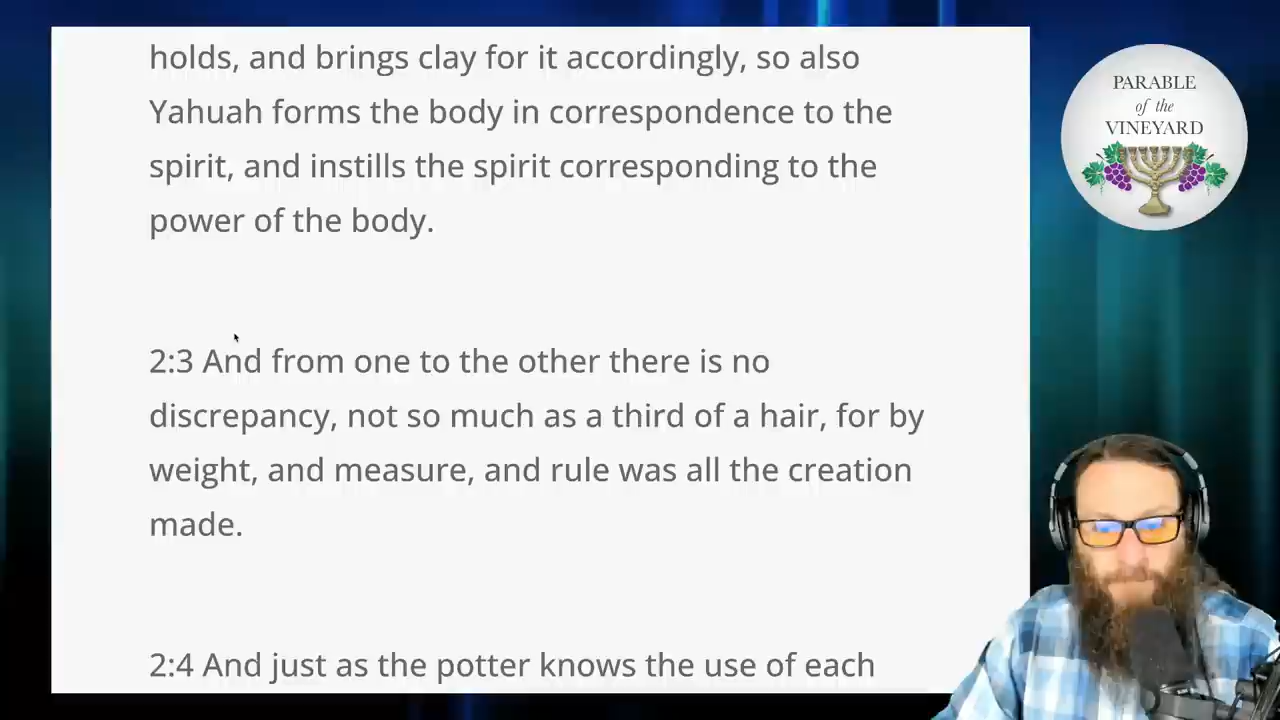 holds, and brings clay for it accordingly, so also
Yahuah forms the body in correspondence to the
spirit, and instills the spirit corresponding to the
power of the body.
2:3 And from one to the other there is no
discrepancy, not so much as a third of a hair, for by
weight, and measure, and rule was all the creation
made.
2:4 And just as the potter knows the use of each
PARABLE
of the
VINEYARD